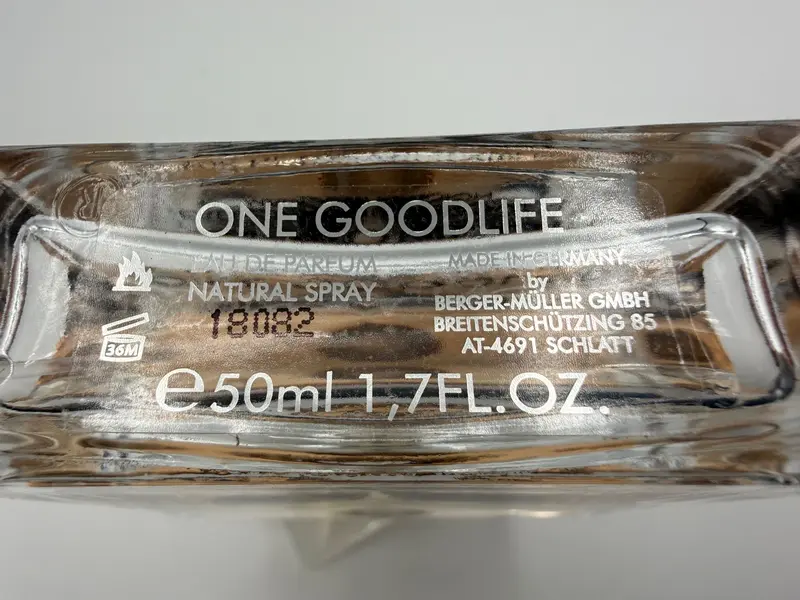 ONE GOODLIFE
EAU DE PARFUM
NATURAL SPRAY
18082
MADE IN GERMANY
by
BERGER-MÜLLER GMBH
BREITENSCHÜTZING 85
AT-4691 SCHLATT
36M
e50ml 1,7FL.OZ.